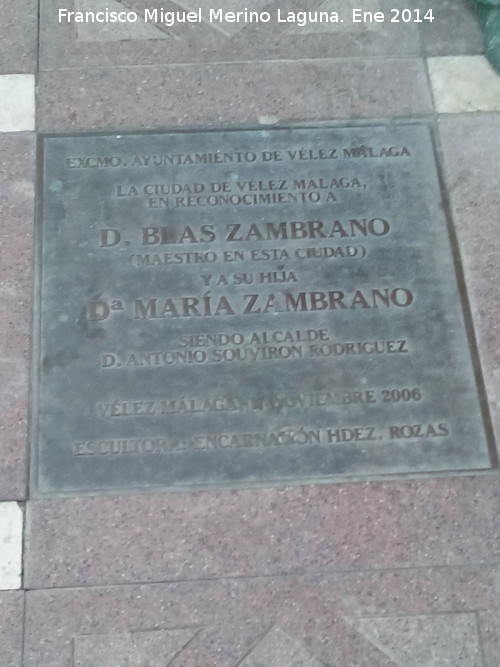 Francisco Miguel Merino Laguna. Ene 2014
EXCMO. AYUNTAMIENTO DE VÉLEZ MÁLAGA
LA CIUDAD DE VÉLEZ MÁLAGA,
EN RECONOCIMIENTO A
D. BLAS ZAMBRANO
(MAESTRO EN ESTA CIUDAD)
Y A SU HIJA
Dª MARÍA ZAMBRANO
SIENDO ALCALDE
D. ANTONIO SOUVIRON RODRIGUEZ
VÉLEZ MÁLAGA, NOVIEMBRE 2006
ESCULTORA ENCARNACIÓN HDEZ. ROZAS